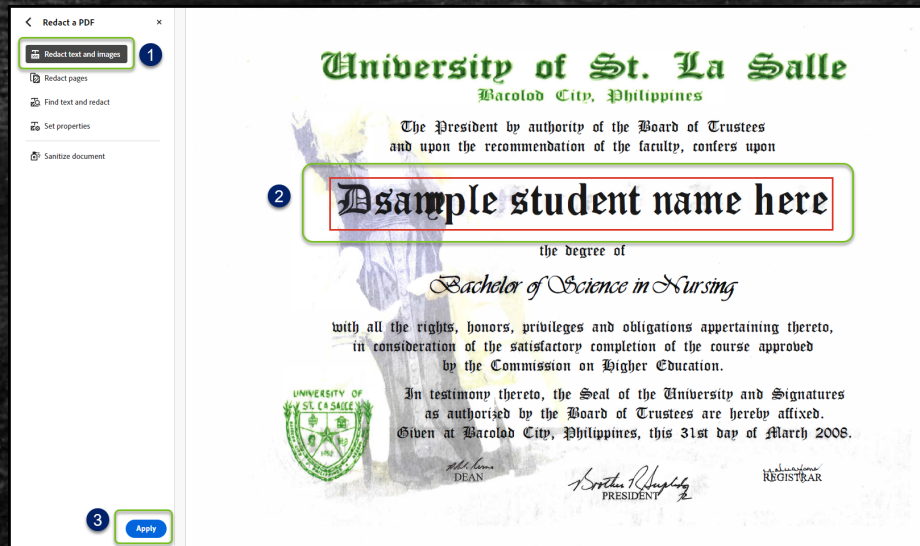 Redact a PDF
Redact text and images
1
Redact pages
Find text and redact
Set properties
Sanitize document
3
Apply
University of St. La Salle
Bacolod City, Philippines
The President by authority of the Board of Trustees
and upon the recommendation of the faculty, confers upon
2
Dsample student name here
the degree of
Bachelor of Science in Nursing
with all the rights, honors, privileges and obligations appertaining thereto,
in consideration of the satisfactory completion of the course approved
by the Commission on Higher Education.
UNIVERSITY OF
ST. LA SALLE
In testimony thereto, the Seal of the University and Signatures
as authorized by the Board of Trustees are hereby affixed.
Given at Bacolod City, Philippines, this 31st day of March 2008.
DEAN
PRESIDENT
REGISTRAR